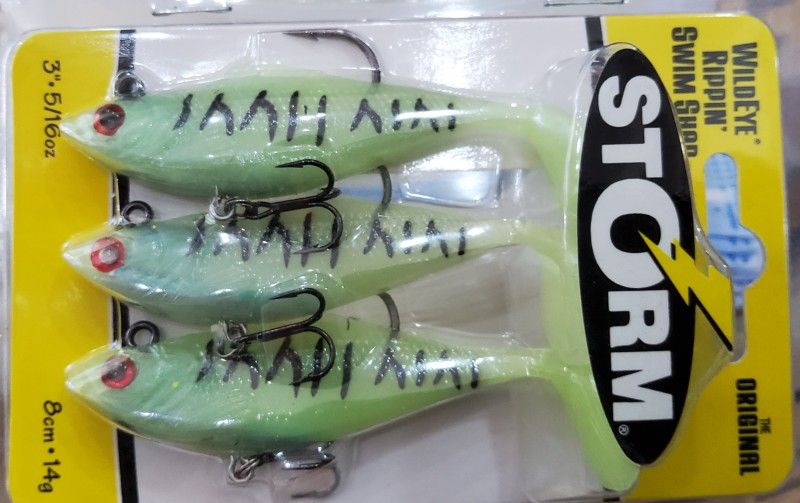 WILDEYE®
RIPPIN'
SWIM SHAD
STORM®
THE
ORIGINAL
3" • 5/16oz
8cm • 14g